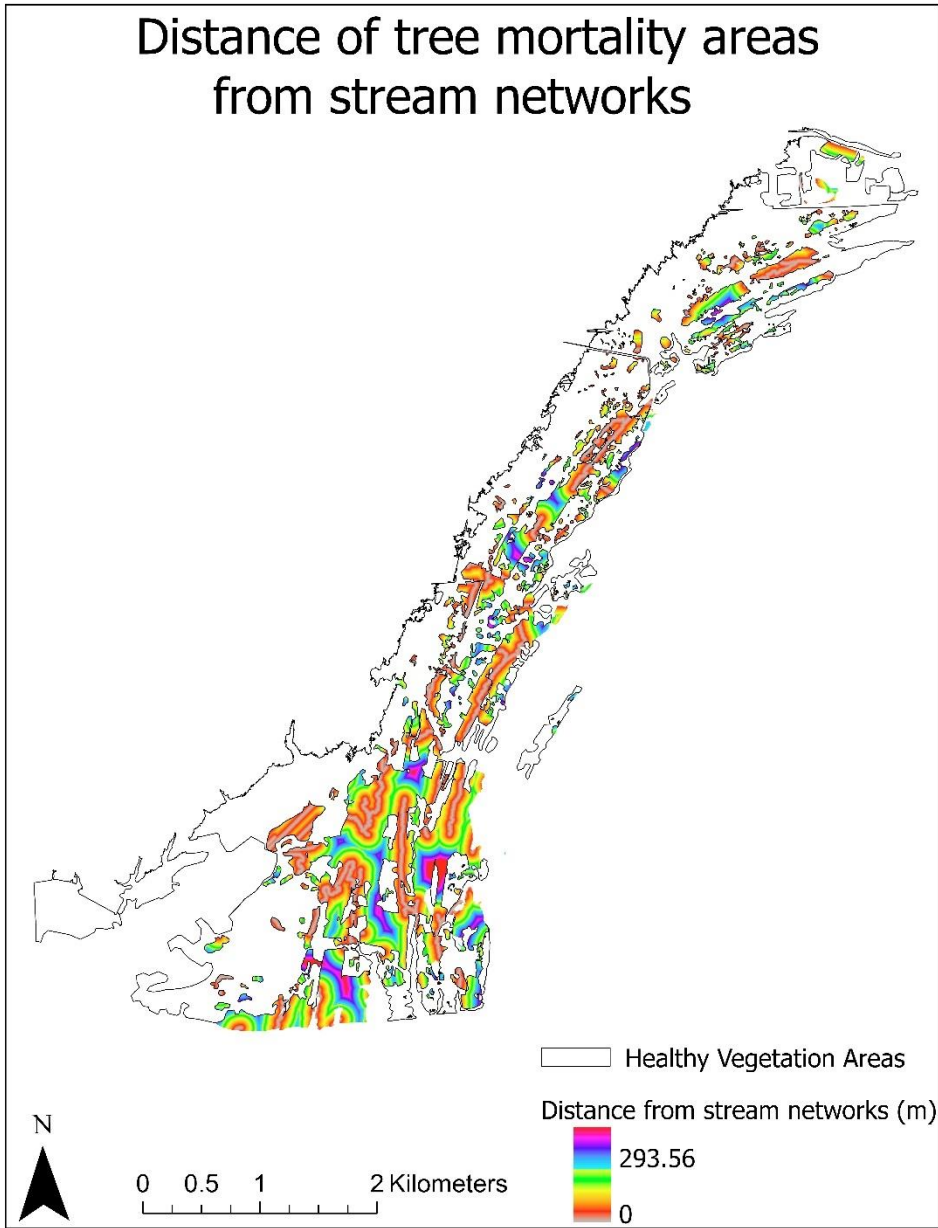 Distance of tree mortality areas
from stream networks
Healthy Vegetation Areas
Distance from stream networks (m)
293.56
0
N
0 0.5 1 2 Kilometers